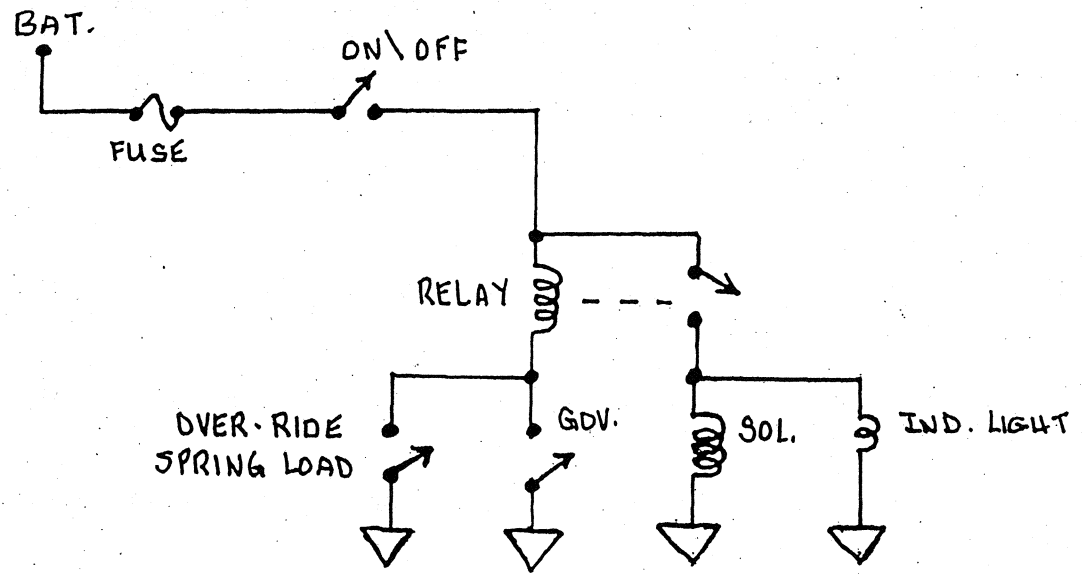 BAT.
ON\OFF
FUSE
RELAY
OVER-RIDE
SPRING LOAD
GOV.
SOL.
IND. LIGHT